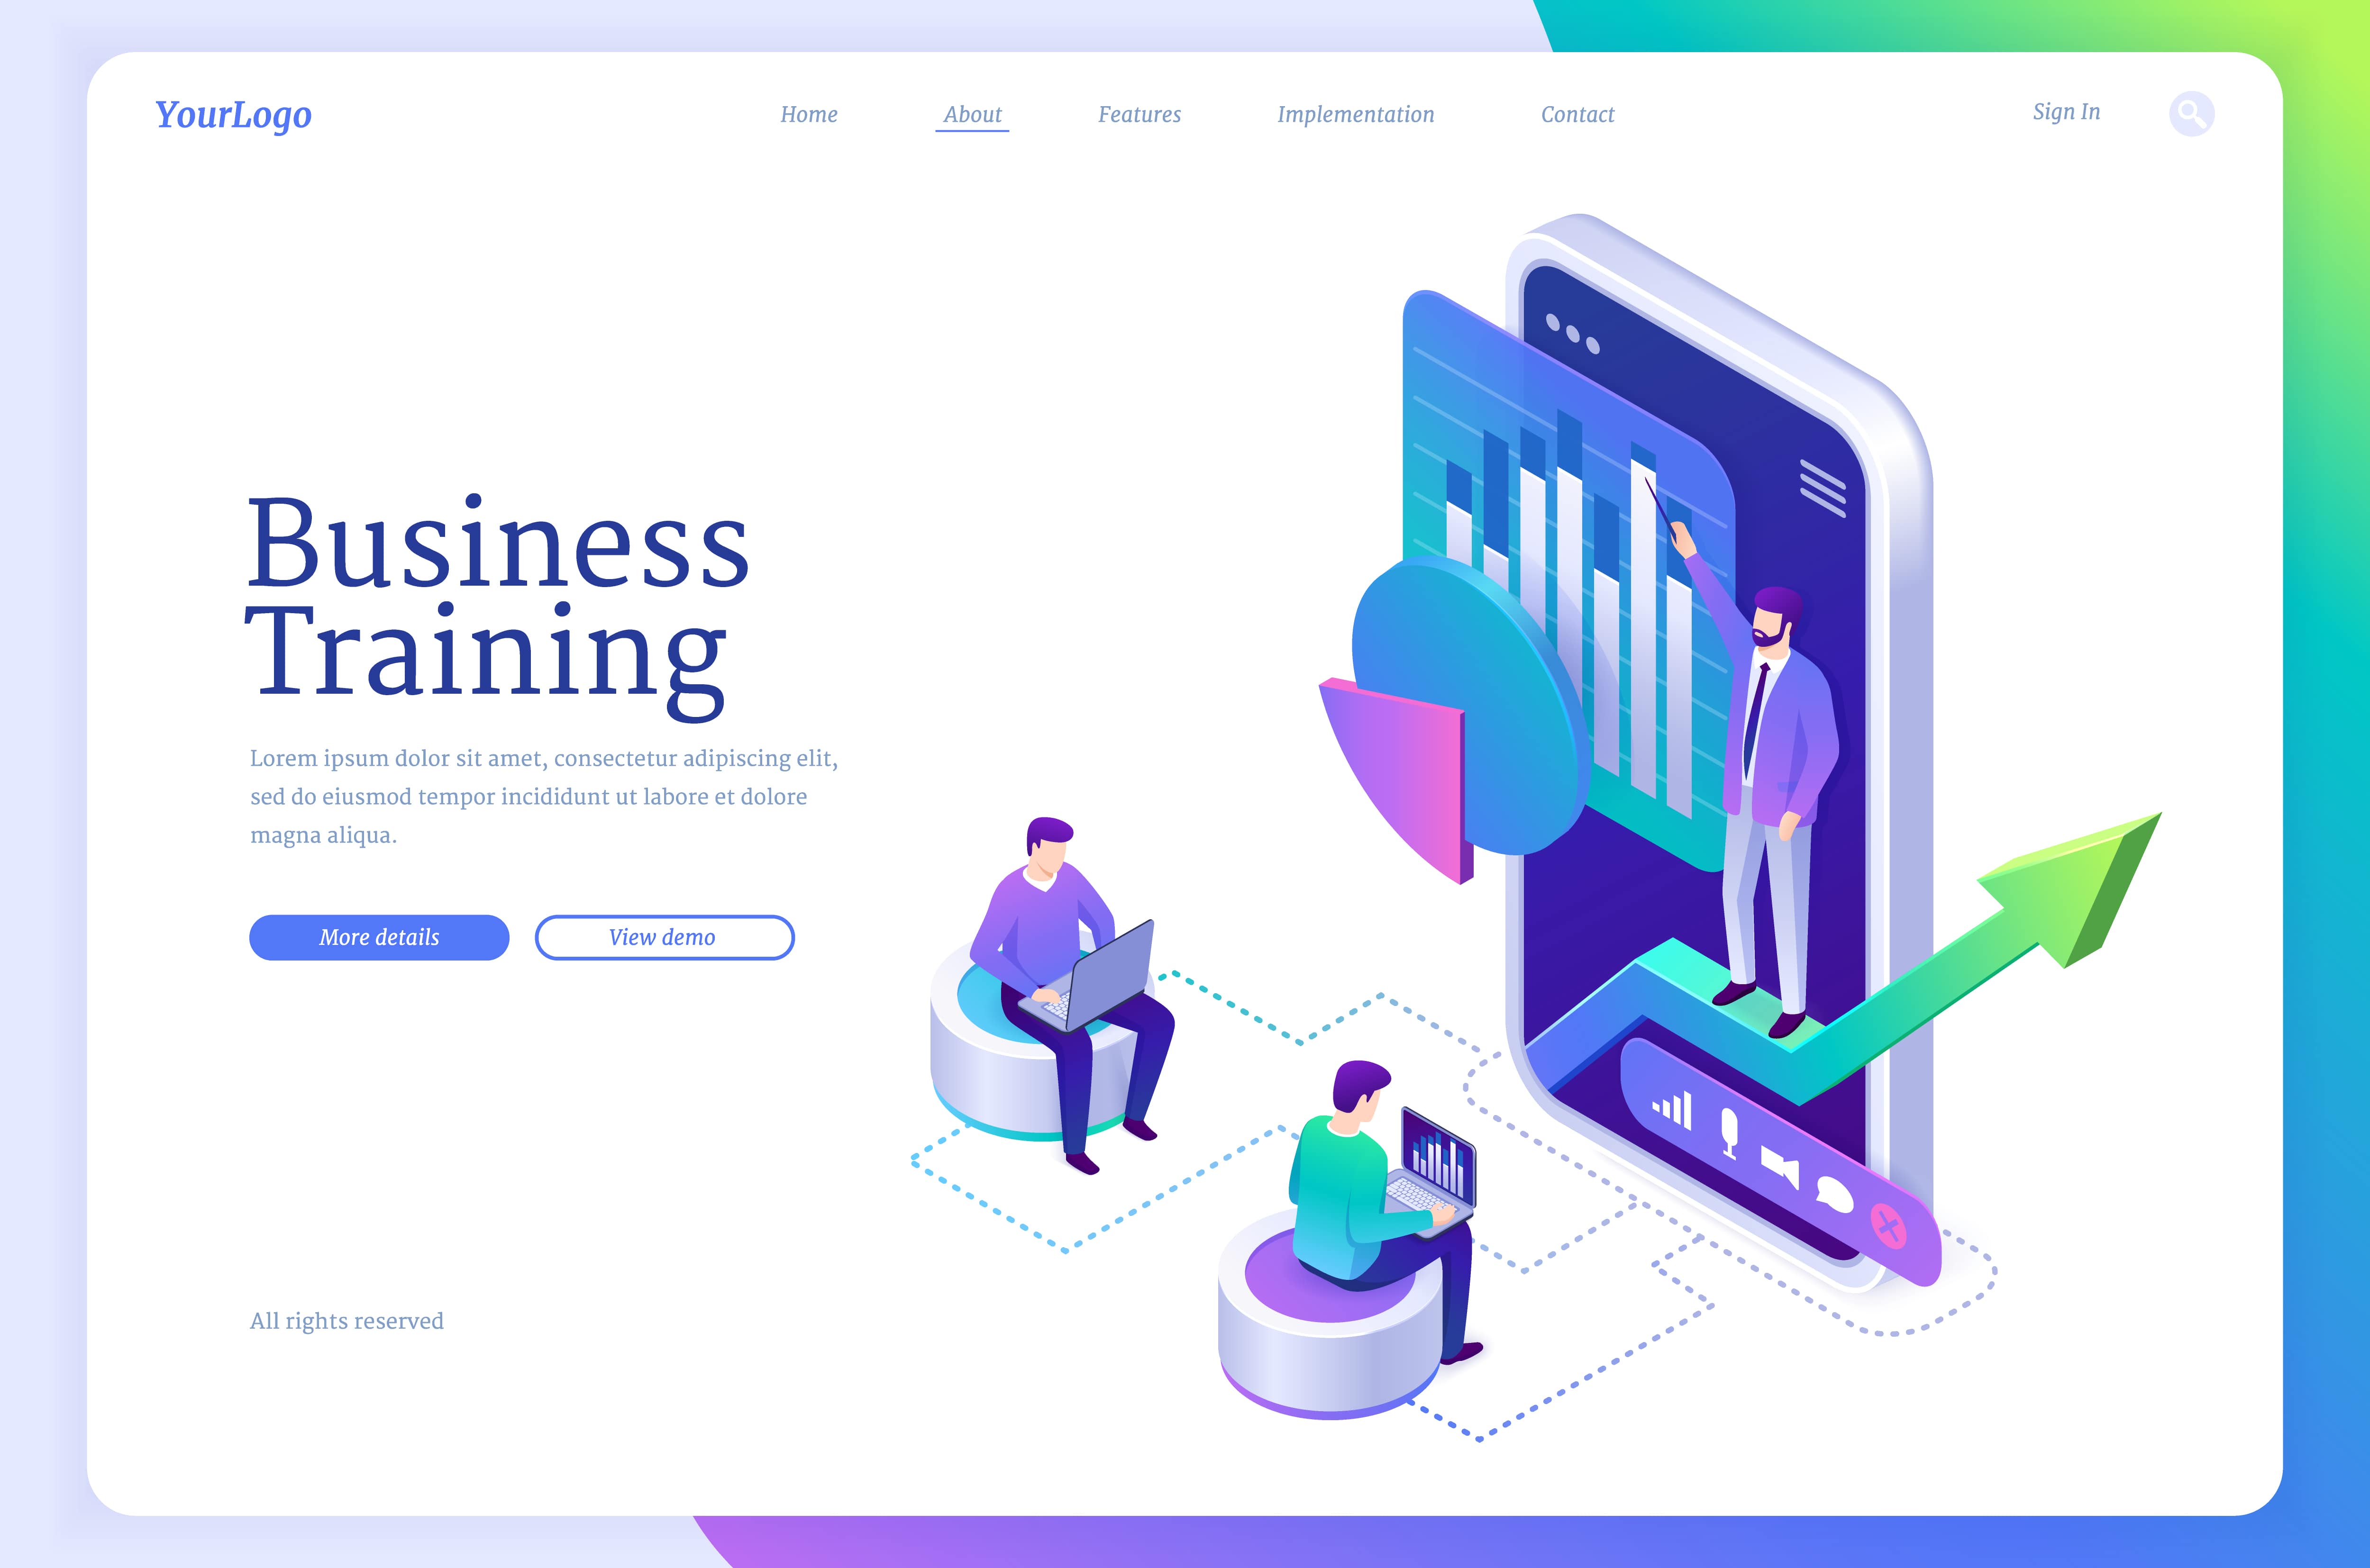 YourLogo
Home About Features Implementation Contact Sign In
Business
Training
Lorem ipsum dolor sit amet, consectetur adipiscing elit,
sed do eiusmod tempor incididunt ut labore et dolore
magna aliqua.
More details View demo
All rights reserved